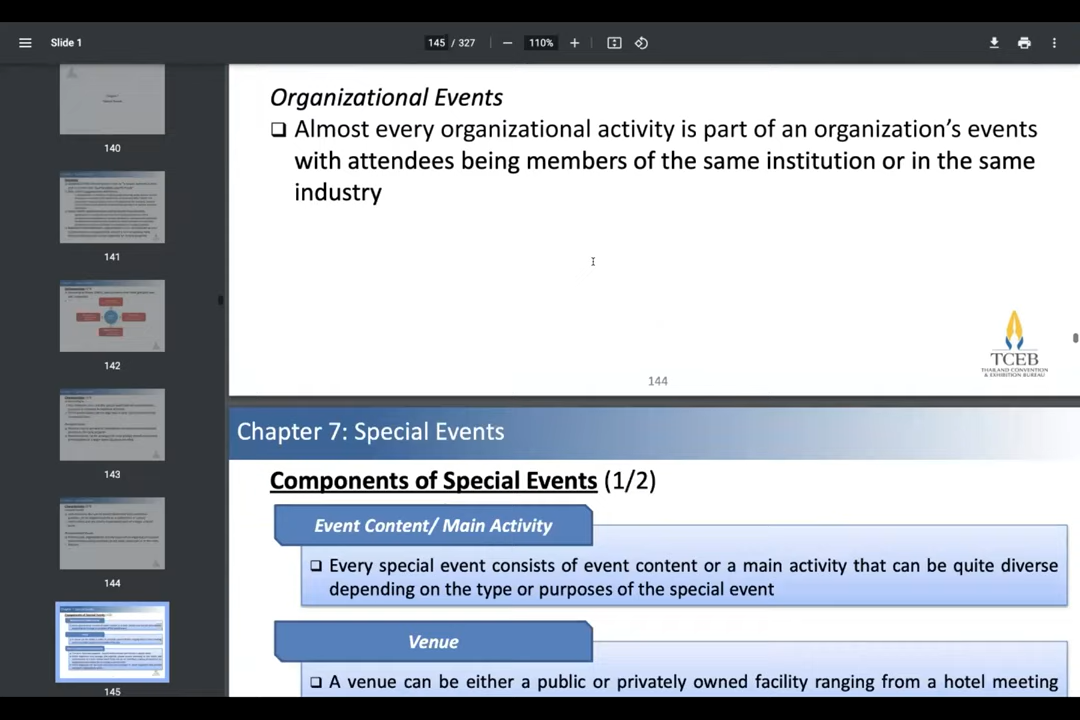 Slide 1
145 / 327
110%
140
141
142
143
144
145
Organizational Events
❑ Almost every organizational activity is part of an organization's events
with attendees being members of the same institution or in the same
industry
TCEB
THAILAND CONVENTION
& EXHIBITION BUREAU
144
Chapter 7: Special Events
Components of Special Events (1/2)
Event Content/ Main Activity
❑ Every special event consists of event content or a main activity that can be quite diverse
depending on the type or purposes of the special event
Venue
❑ A venue can be either a public or privately owned facility ranging from a hotel meeting